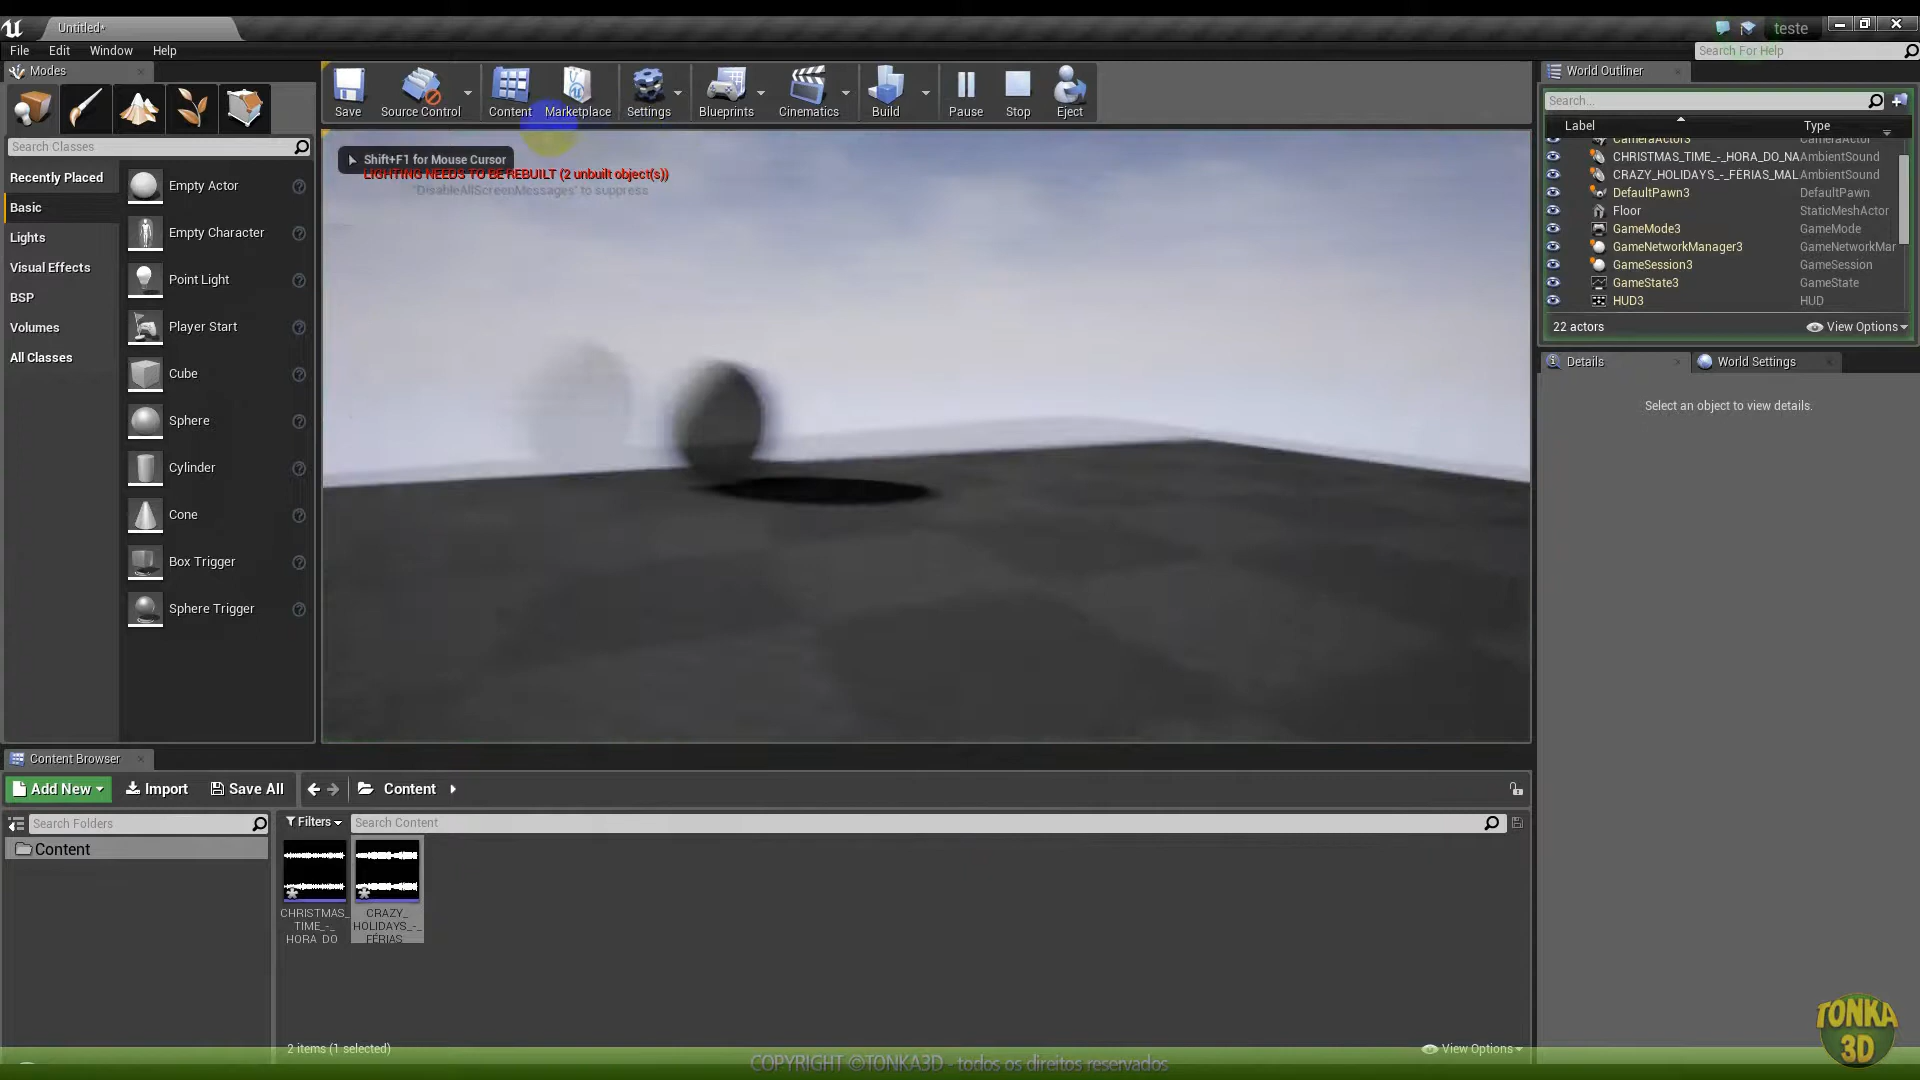 Untitled*
teste
File Edit Window Help
Search For Help
Modes
Save Source Control Content Marketplace Settings Blueprints Cinematics Build Pause Stop Eject
World Outliner
Search...
Label Type
Search Classes
Recently Placed
Basic
Lights
Visual Effects
BSP
Volumes
All Classes
Empty Actor
Empty Character
Point Light
Player Start
Cube
Sphere
Cylinder
Cone
Box Trigger
Sphere Trigger
Shift+F1 for Mouse Cursor
LIGHTING NEEDS TO BE REBUILT (2 unbuilt object(s))
'DisableAllScreenMessages' to suppress
CameraActor3 CameraActor
CHRISTMAS_TIME_-_HORA_DO_NA AmbientSound
CRAZY_HOLIDAYS_-_FÉRIAS_MAL AmbientSound
DefaultPawn3 DefaultPawn
Floor StaticMeshActor
GameMode3 GameMode
GameNetworkManager3 GameNetworkMar
GameSession3 GameSession
GameState3 GameState
HUD3 HUD
22 actors View Options
Details World Settings
Select an object to view details.
Content Browser
Add New Import Save All Content
Search Folders
Filters Search Content
Content
CHRISTMAS_
TIME_-_
HORA_DO
CRAZY_
HOLIDAYS_-_
FÉRIAS
2 items (1 selected)
View Options
COPYRIGHT ©TONKA3D - todos os direitos reservados
TONKA
3D